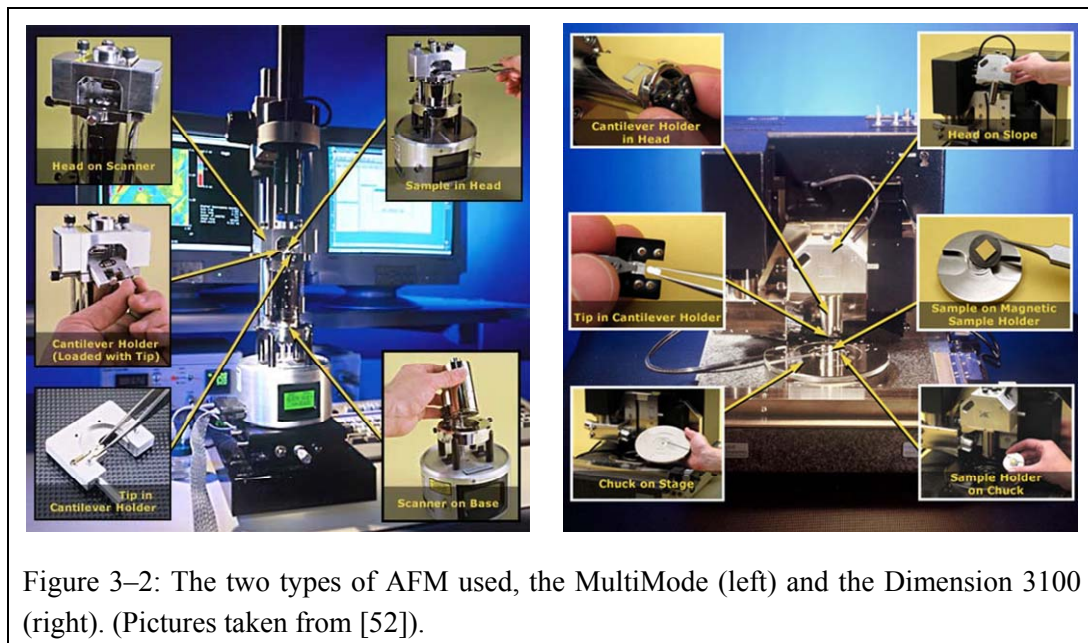 Head on Scanner
Sample in Head
Cantilever Holder
(Loaded with Tip)
Tip in
Cantilever Holder
Scanner on Base
Cantilever Holder
in Head
Head on Slope
Tip in Cantilever Holder
Sample on Magnetic
Sample Holder
Chuck on Stage
Sample Holder
on Chuck
Figure 3–2: The two types of AFM used, the MultiMode (left) and the Dimension 3100
(right). (Pictures taken from [52]).